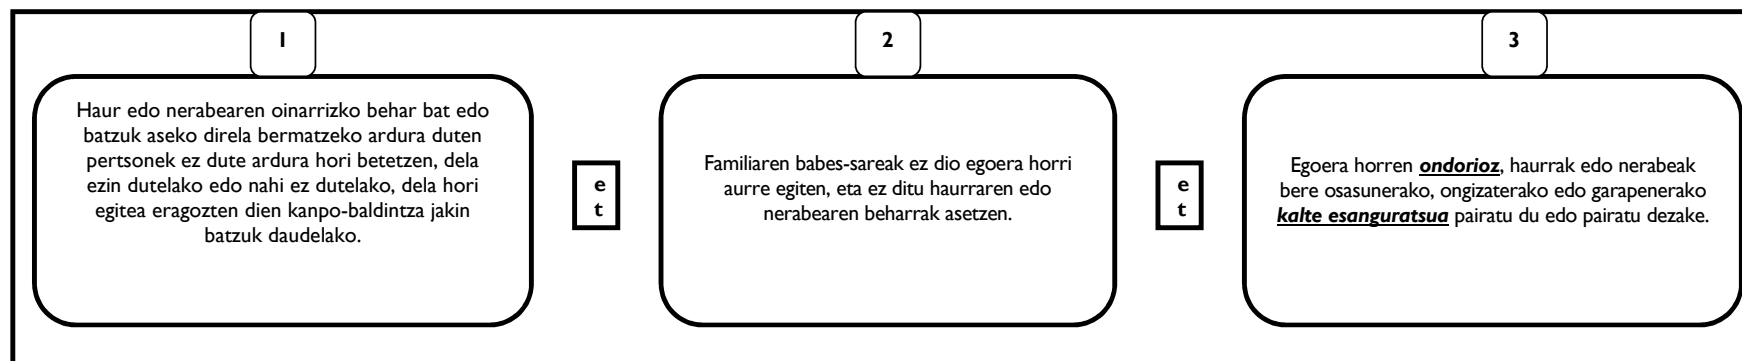 1
Haur edo nerabearen oinarrizko behar bat edo
batzuk aseko direla bermatzeko ardura duten
pertsonek ez dute ardura hori betetzen, dela
ezin dutelako edo nahi ez dutelako, dela hori
egitea eragozten dien kanpo-baldintza jakin
batzuk daudelako.
e
t
2
Familiaren babes-sareak ez dio egoera horri
aurre egiten, eta ez ditu haurraren edo
nerabearen beharrak asetzen.
e
t
3
Egoera horren ondorioz, haurrak edo nerabeak
bere osasunerako, ongizaterako edo garapenerako
kalte esanguratsua pairatu du edo pairatu dezake.